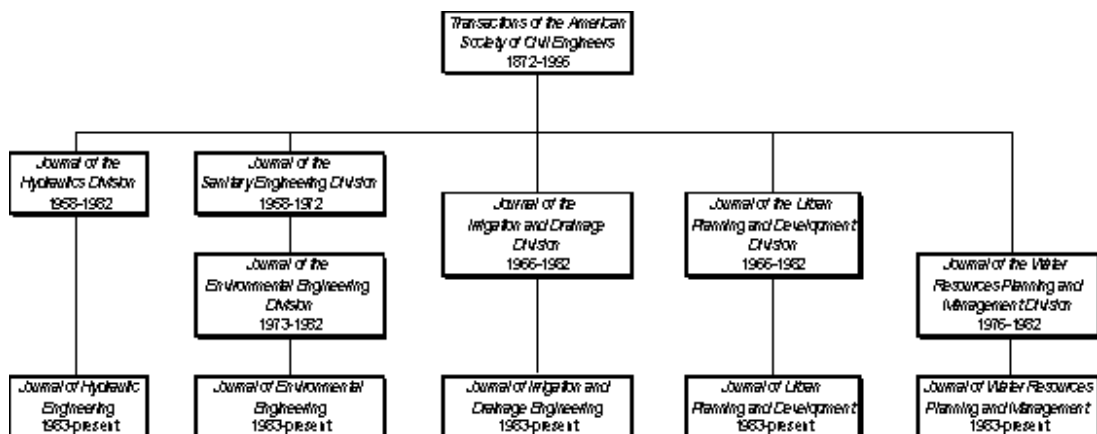 Transactions of the American
Society of Civil Engineers
1872-1996
Journal of the
Hydraulics Division
1958-1982
Journal of the
Sanitary Engineering Division
1958-1972
Journal of the
Irrigation and Drainage
Division
1966-1982
Journal of the Urban
Planning and Development
Division
1966-1982
Journal of the
Environmental Engineering
Division
1973-1982
Journal of the Water
Resources Planning and
Management Division
1976-1982
Journal of Hydraulic
Engineering
1983-present
Journal of Environmental
Engineering
1983-present
Journal of Irrigation and
Drainage Engineering
1983-present
Journal of Urban
Planning and Development
1983-present
Journal of Water Resources
Planning and Management
1983-present